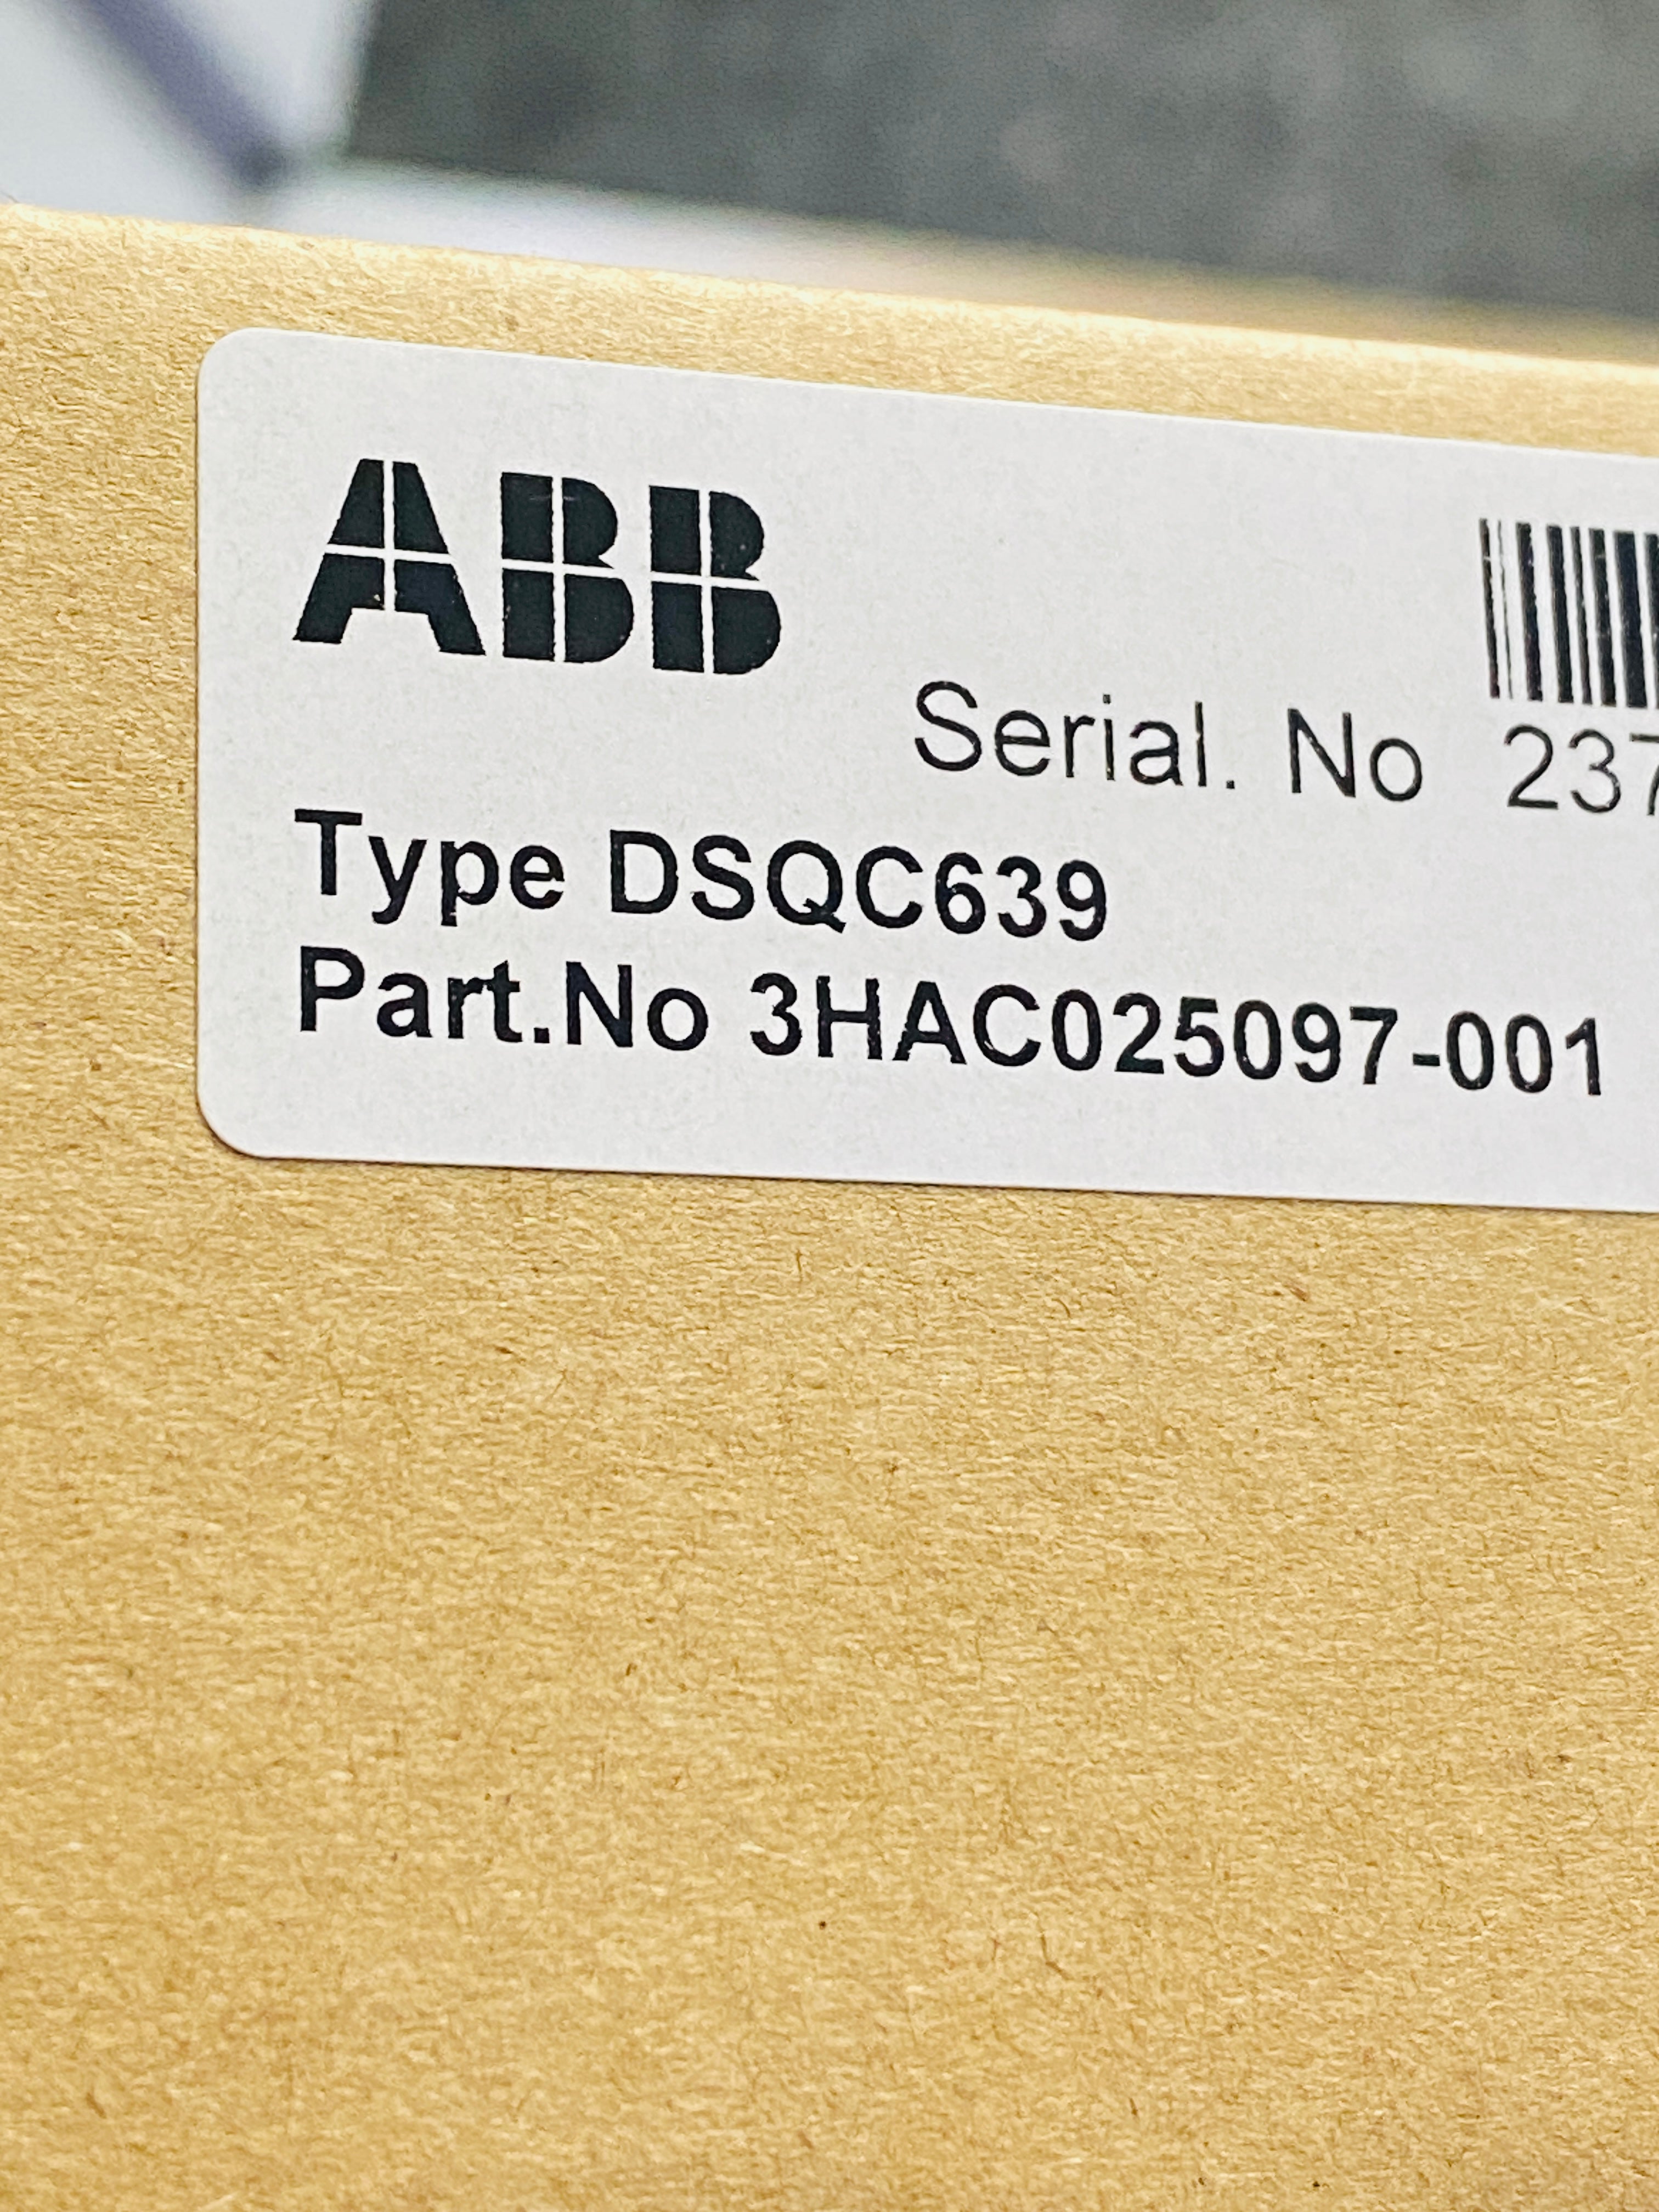 ABB
Serial. No 237
Type DSQC639
Part.No 3HAC025097-001